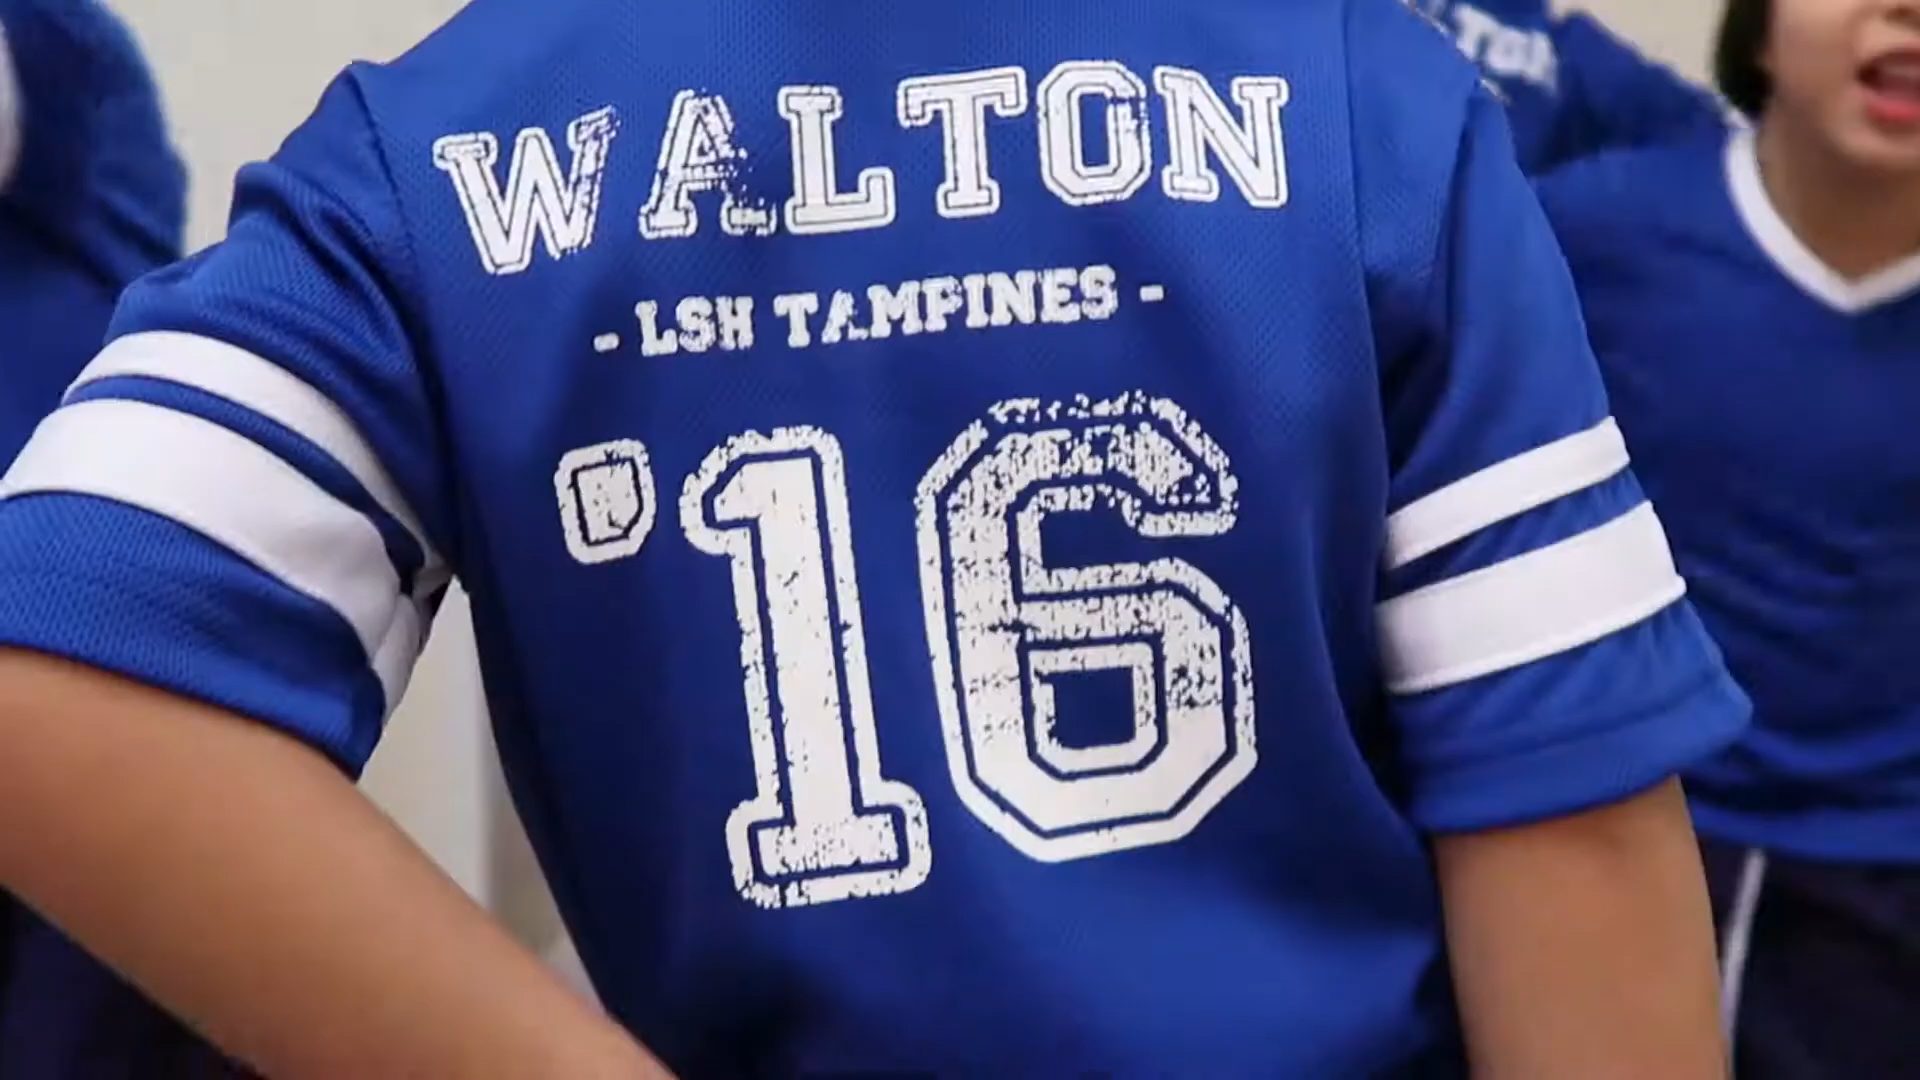 WALTON
- LSH TAMPINES -
'16